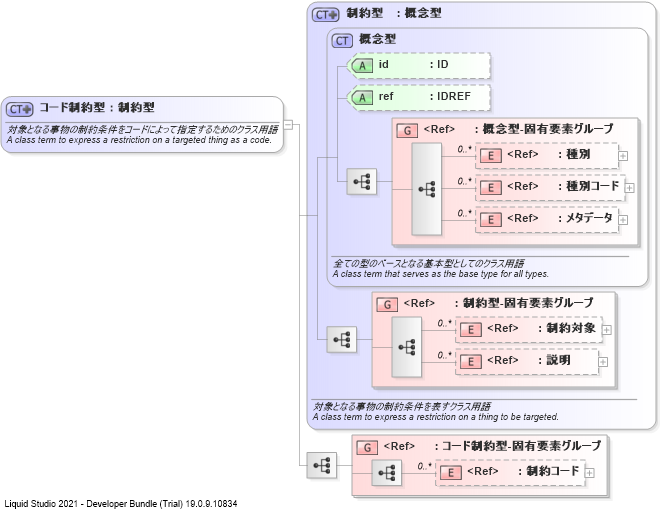 CT 制約型 : 概念型
CT 概念型
A id : ID
A ref : IDREF
G <Ref> : 概念型-固有要素グループ
0..*
E <Ref> : 種別
0..*
E <Ref> : 種別コード
0..*
E <Ref> : メタデータ
全ての型のベースとなる基本型としてのクラス用語
A class term that serves as the base type for all types.
CT コード制約型 : 制約型
対象となる事物の制約条件をコードによって指定するためのクラス用語
A class term to express a restriction on a targeted thing as a code.
G <Ref> : 制約型-固有要素グループ
0..*
E <Ref> : 制約対象
0..*
E <Ref> : 説明
対象となる事物の制約条件を表すクラス用語
A class term to express a restriction on a thing to be targeted.
G <Ref> : コード制約型-固有要素グループ
0..*
E <Ref> : 制約コード
Liquid Studio 2021 - Developer Bundle (Trial) 19.0.9.10834